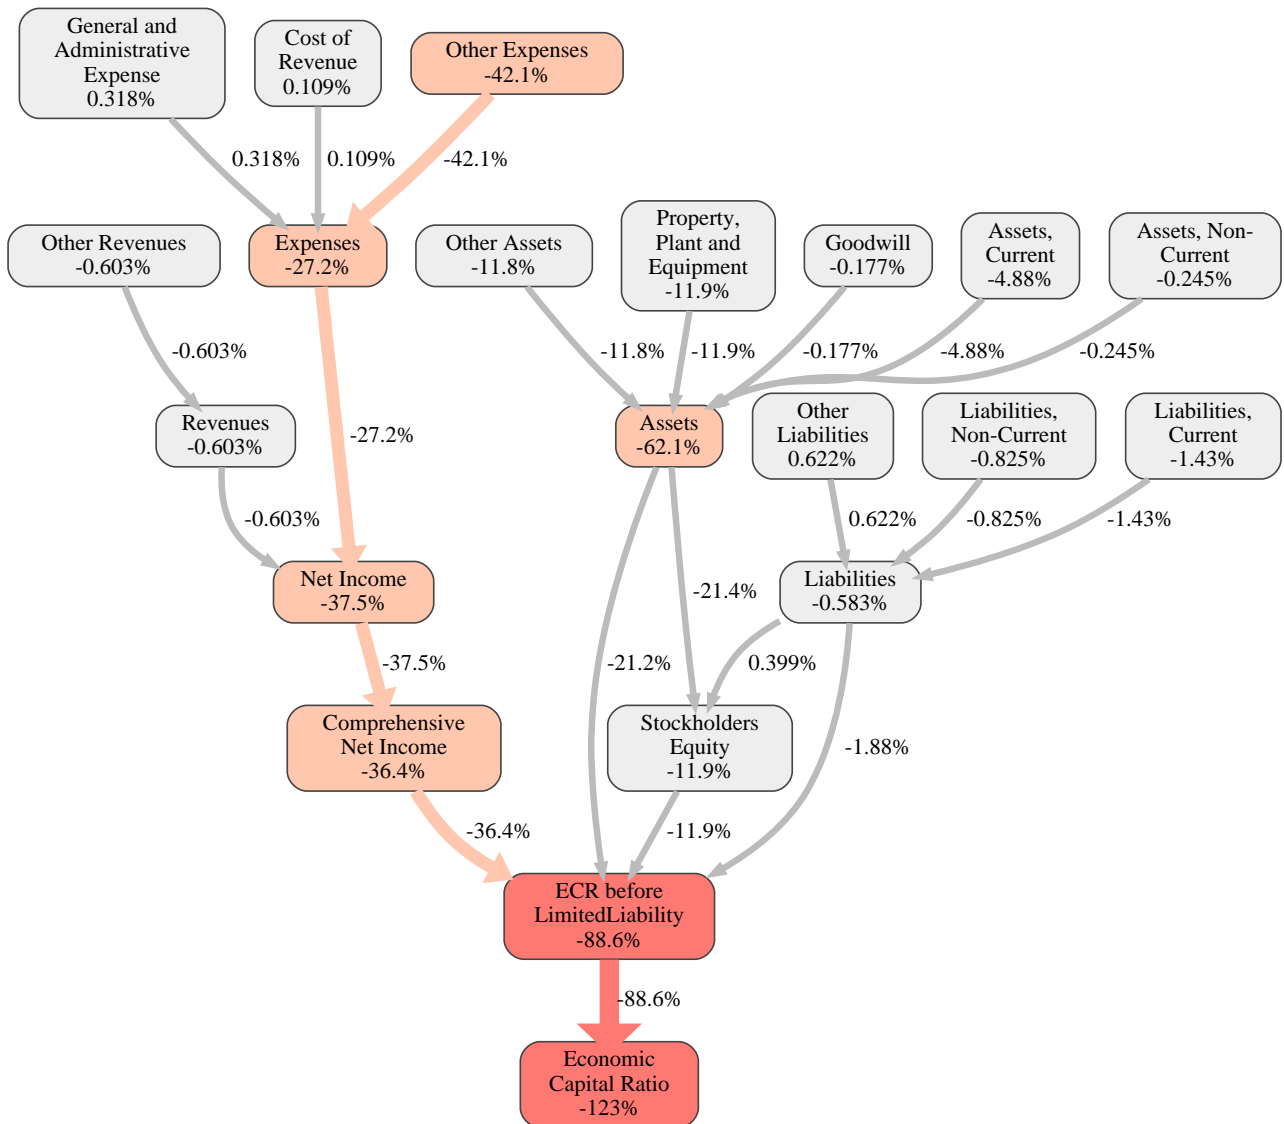 General and
Administrative
Expense
0.318%
Cost of
Revenue
0.109%
Other Expenses
-42.1%
0.318%
0.109%
-42.1%
Other Revenues
-0.603%
Expenses
-27.2%
Other Assets
-11.8%
Property,
Plant and
Equipment
-11.9%
Goodwill
-0.177%
Assets,
Current
-4.88%
Assets, Non-
Current
-0.245%
-0.603%
-11.8%
-11.9%
-0.177%
-4.88%
-0.245%
Revenues
-0.603%
-27.2%
Assets
-62.1%
Other
Liabilities
0.622%
Liabilities,
Non-Current
-0.825%
Liabilities,
Current
-1.43%
-0.603%
0.622%
-0.825%
-1.43%
Net Income
-37.5%
-21.4%
Liabilities
-0.583%
-37.5%
-21.2%
0.399%
Comprehensive
Net Income
-36.4%
Stockholders
Equity
-11.9%
-1.88%
-36.4%
-11.9%
ECR before
LimitedLiability
-88.6%
-88.6%
Economic
Capital Ratio
-123%